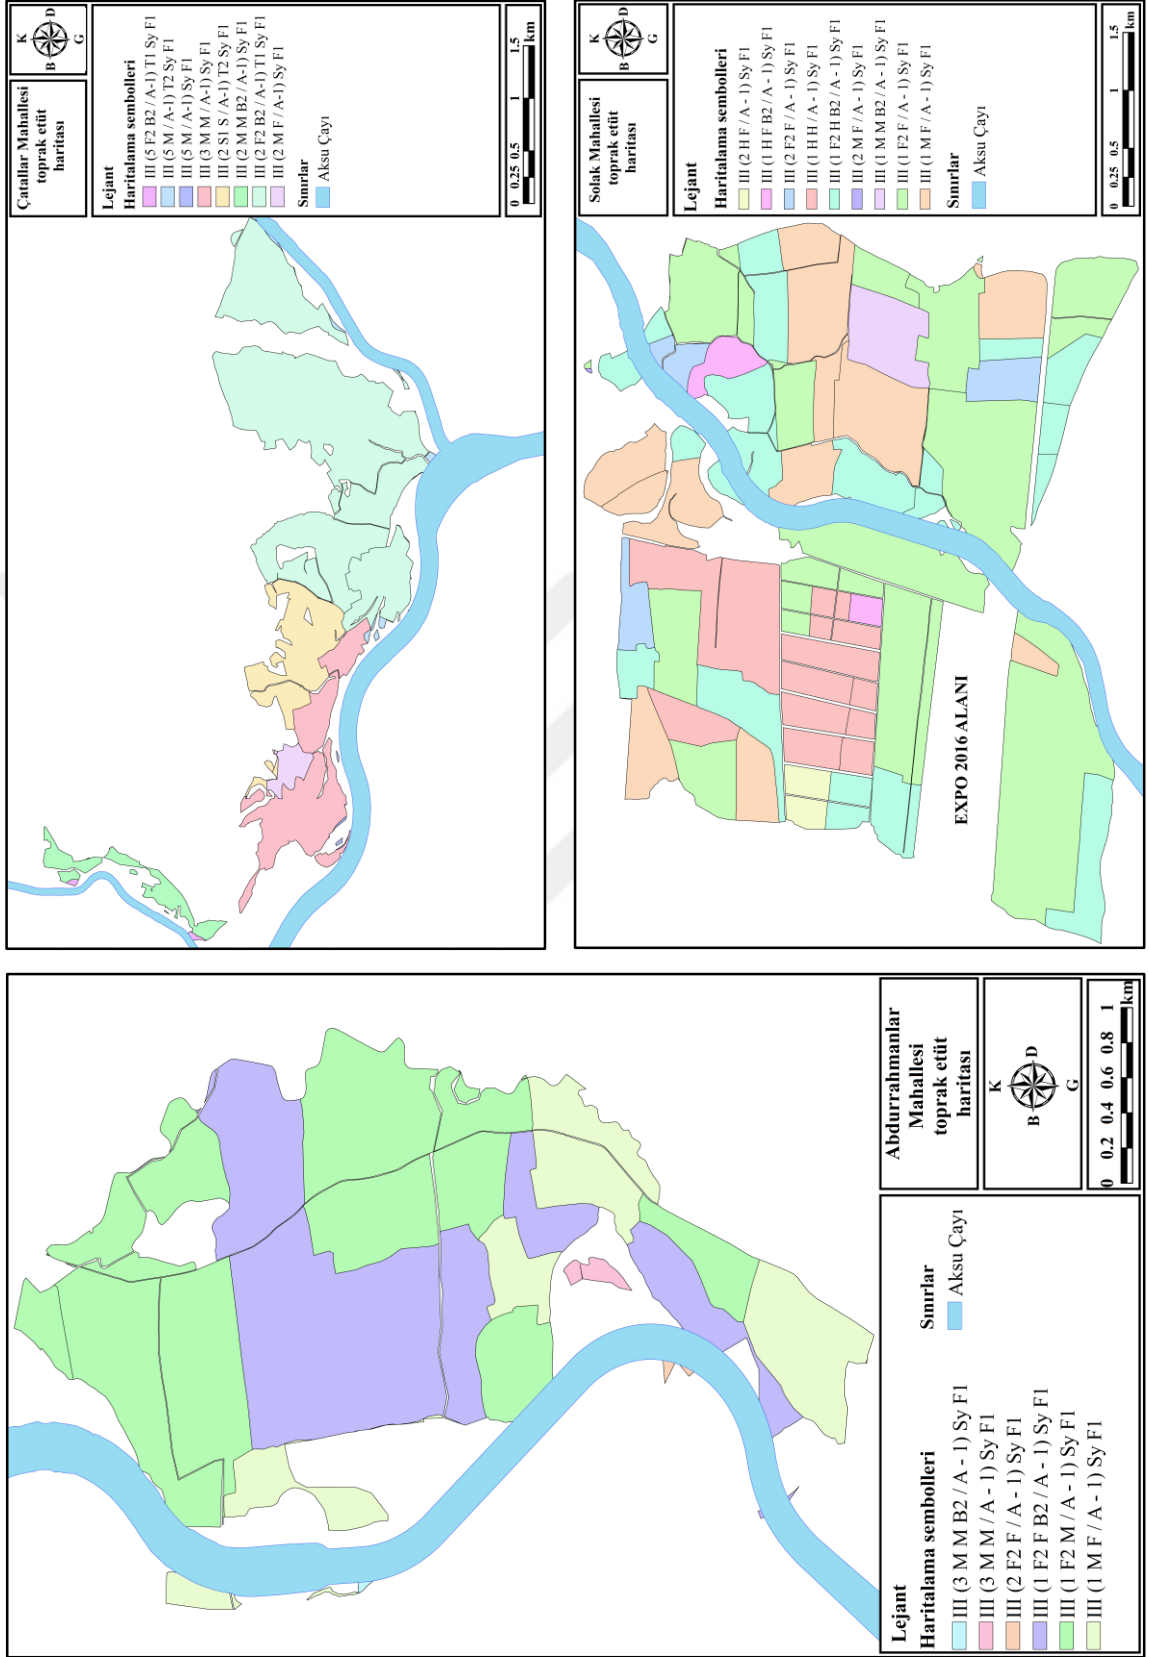 Çatallar Mahallesi
toprak etüt
haritası
K
B
D
G
Lejant
Haritalama sembolleri
III (5 F2 B2 / A-1) T1 Sy F1
III (5 M / A-1) T2 Sy F1
III (5 M / A-1) Sy F1
III (3 M M / A-1) Sy F1
III (2 S1 S / A-1) T2 Sy F1
III (2 M M B2 / A-1) Sy F1
III (2 F2 B2 / A-1) T1 Sy F1
III (2 M F / A-1) Sy F1
Sınırlar
Aksu Çayı
0 0.25 0.5 1 1.5
km
Solak Mahallesi
toprak etüt
haritası
K
B
D
G
Lejant
Haritalama sembolleri
III (2 H F / A - 1) Sy F1
III (1 H F B2 / A - 1) Sy F1
III (2 F2 F / A - 1) Sy F1
III (1 H H / A - 1) Sy F1
III (1 F2 H B2 / A - 1) Sy F1
III (2 M F / A - 1) Sy F1
III (1 M M B2 / A - 1) Sy F1
III (1 F2 F / A - 1) Sy F1
III (1 M F / A - 1) Sy F1
Sınırlar
Aksu Çayı
0 0.25 0.5 1 1.5
km
EXPO 2016 ALANI
Abdurrahmanlar
Mahallesi
toprak etüt
haritası
K
B
D
G
0 0.2 0.4 0.6 0.8 1
km
Lejant
Haritalama sembolleri
III (3 M M B2 / A - 1) Sy F1
III (3 M M / A - 1) Sy F1
III (2 F2 F / A - 1) Sy F1
III (1 F2 F B2 / A - 1) Sy F1
III (1 F2 M / A - 1) Sy F1
III (1 M F / A - 1) Sy F1
Sınırlar
Aksu Çayı